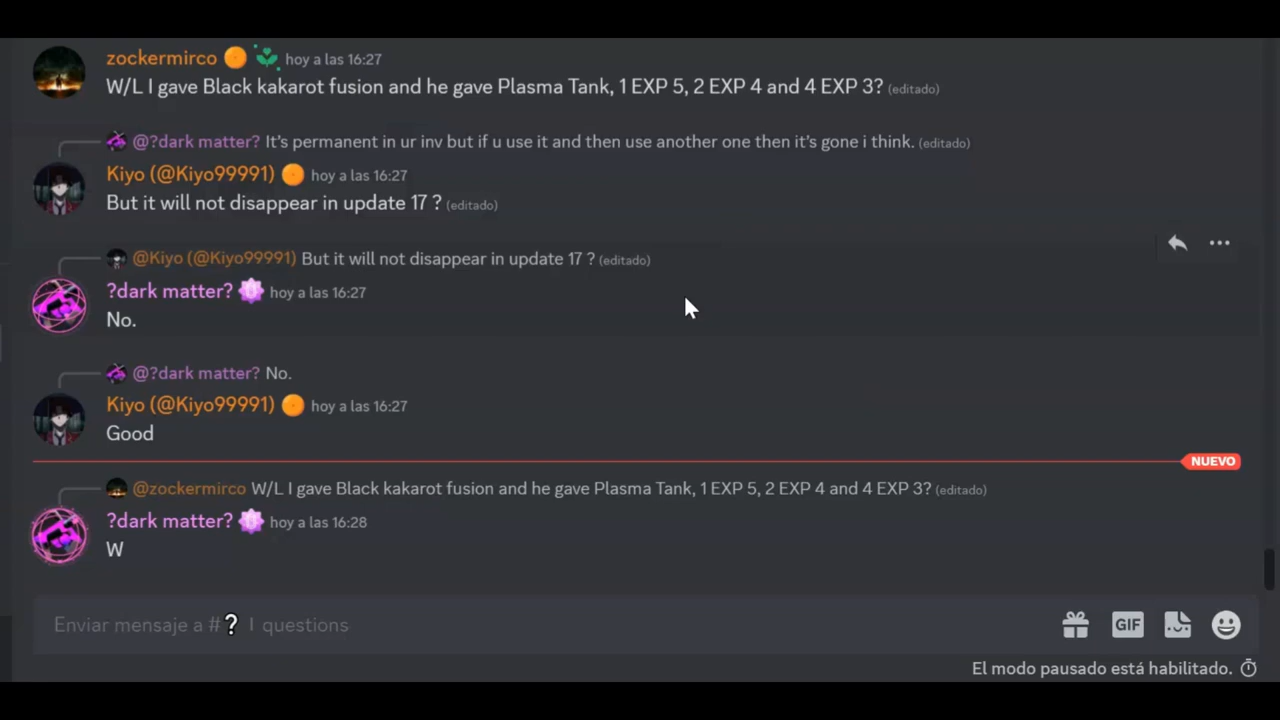 zockermirco hoy a las 16:27
W/L I gave Black kakarot fusion and he gave Plasma Tank, 1 EXP 5, 2 EXP 4 and 4 EXP 3? (editado)
@?dark matter? It's permanent in ur inv but if u use it and then use another one then it's gone i think. (editado)
Kiyo (@Kiyo99991) hoy a las 16:27
But it will not disappear in update 17 ? (editado)
@Kiyo (@Kiyo99991) But it will not disappear in update 17 ? (editado)
?dark matter? hoy a las 16:27
No.
@?dark matter? No.
Kiyo (@Kiyo99991) hoy a las 16:27
Good
NUEVO
@zockermirco W/L I gave Black kakarot fusion and he gave Plasma Tank, 1 EXP 5, 2 EXP 4 and 4 EXP 3? (editado)
?dark matter? hoy a las 16:28
W
Enviar mensaje a #❓ | questions
GIF
El modo pausado está habilitado.